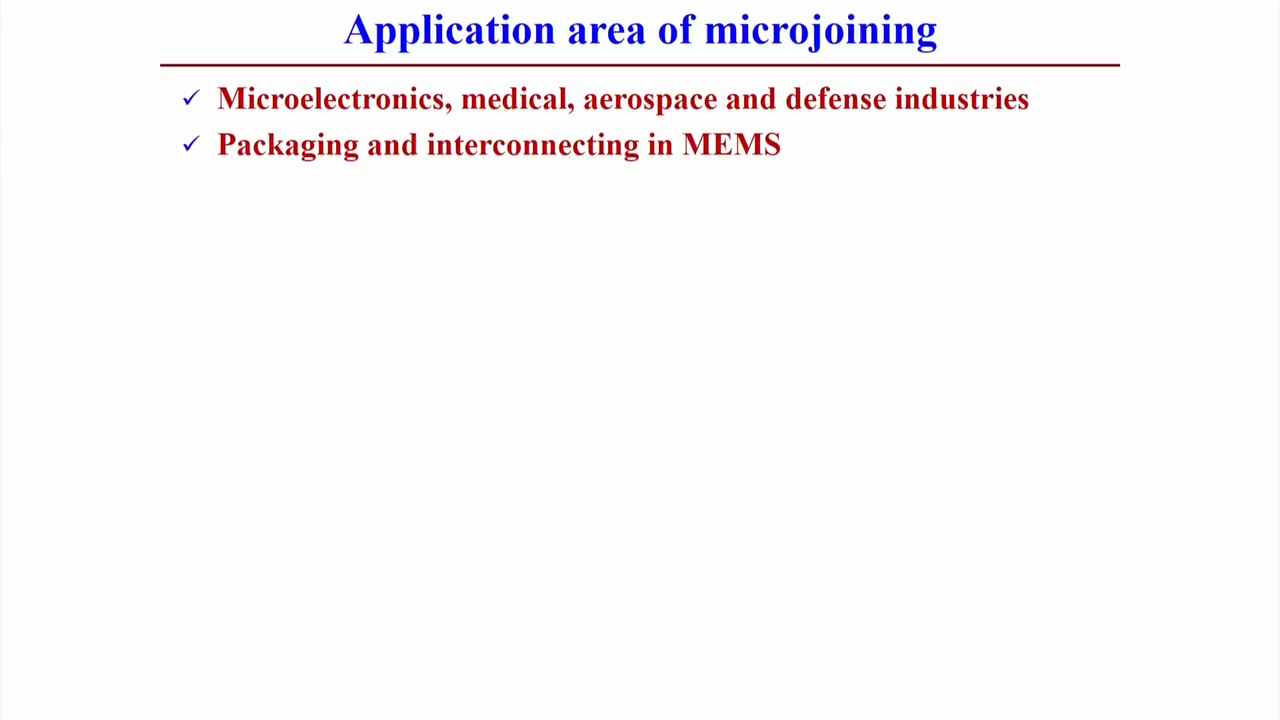 Application area of microjoining
✓ Microelectronics, medical, aerospace and defense industries
✓ Packaging and interconnecting in MEMS